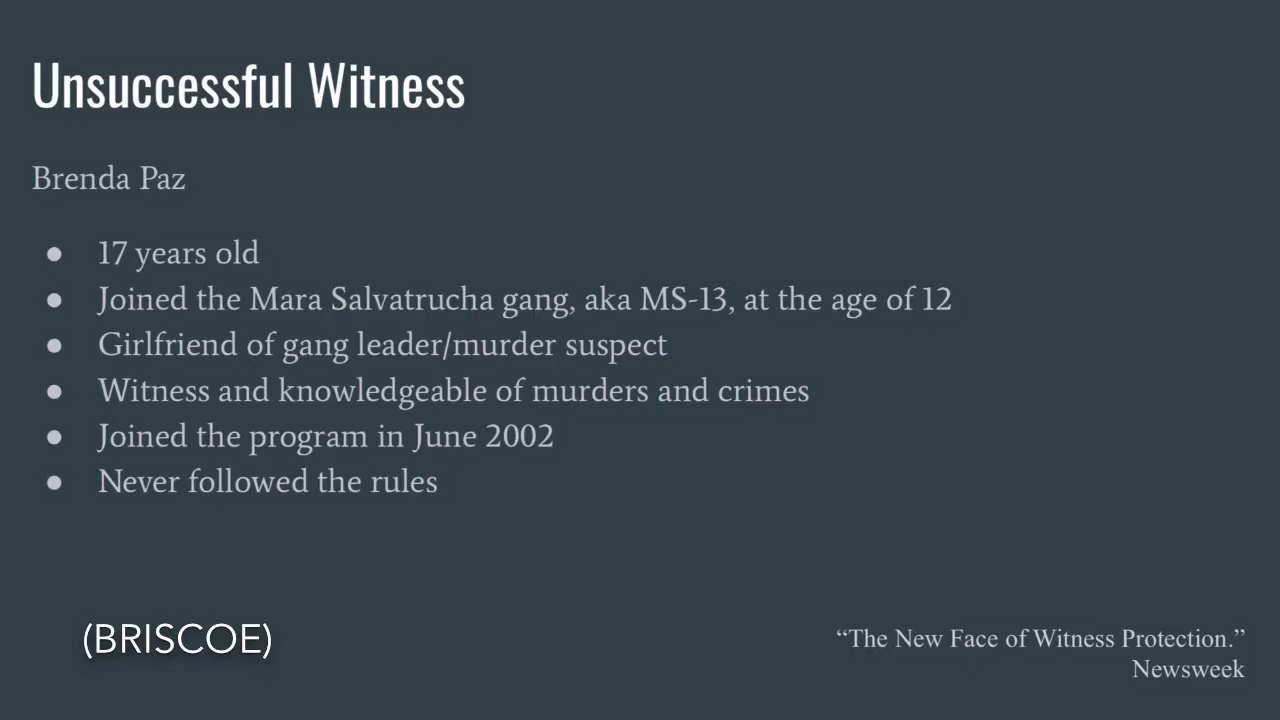 Unsuccessful Witness
Brenda Paz
● 17 years old
● Joined the Mara Salvatrucha gang, aka MS-13, at the age of 12
● Girlfriend of gang leader/murder suspect
● Witness and knowledgeable of murders and crimes
● Joined the program in June 2002
● Never followed the rules
(BRISCOE)
“The New Face of Witness Protection.”
Newsweek